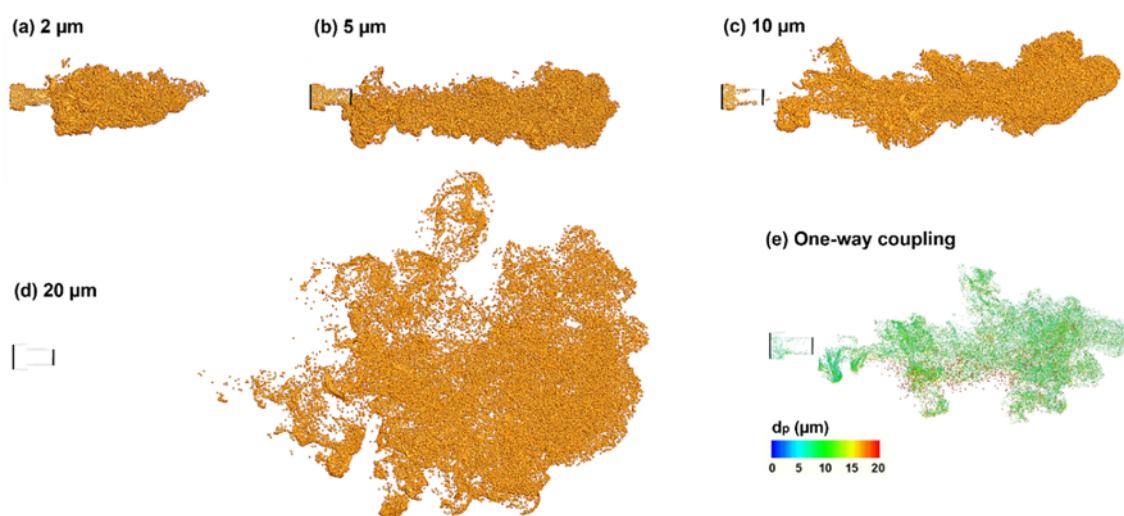 (a) 2 μm
(b) 5 μm
(c) 10 μm
(d) 20 μm
(e) One-way coupling
dp (μm)
0 5 10 15 20